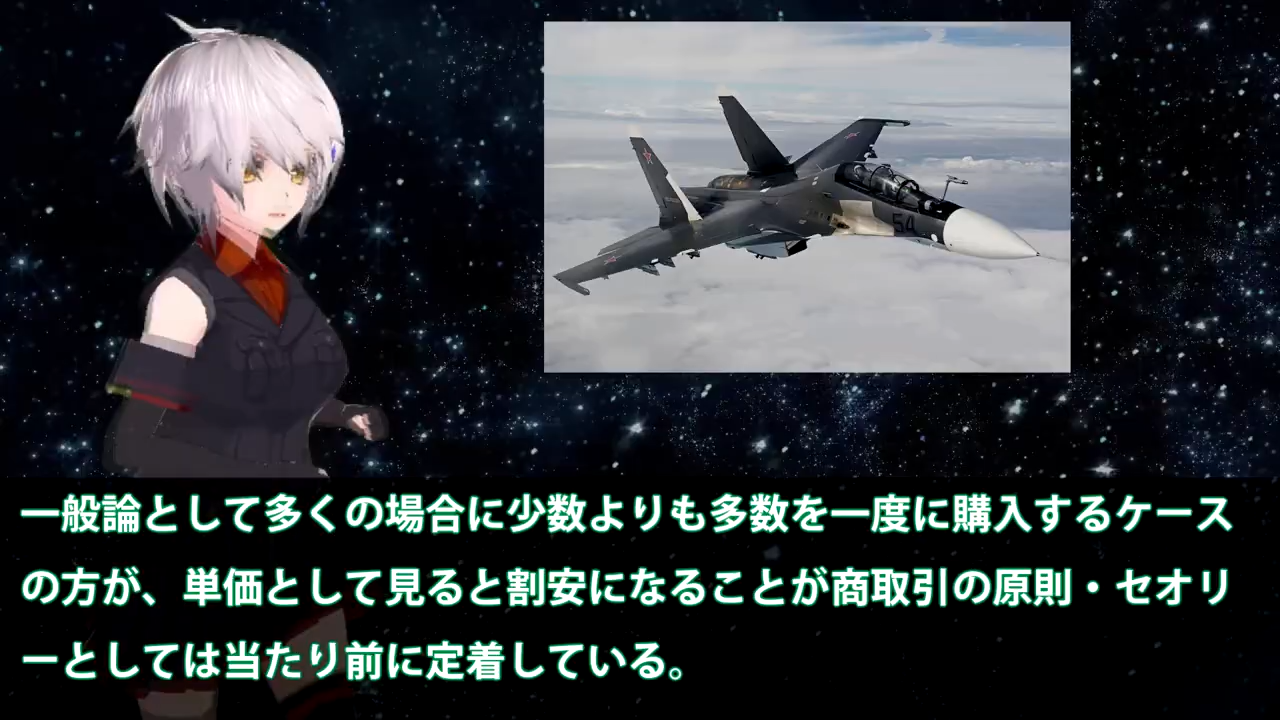 54
一般論として多くの場合に少数よりも多数を一度に購入するケース
の方が、単価として見ると割安になることが商取引の原則・セオリ
ーとしては当たり前に定着している。